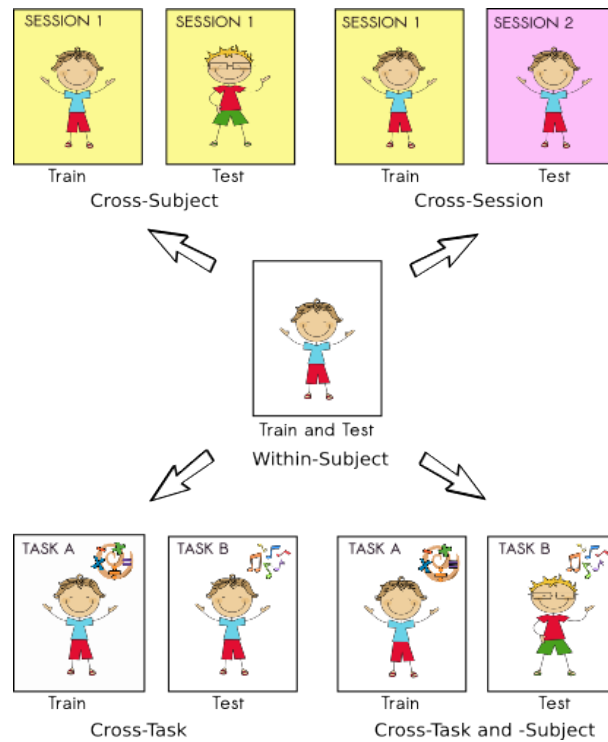 SESSION 1
SESSION 1
SESSION 1
SESSION 2
Train
Test
Train
Test
Cross-Subject
Cross-Session
Train and Test
Within-Subject
TASK A
TASK B
TASK A
TASK B
Train
Test
Train
Test
Cross-Task
Cross-Task and -Subject